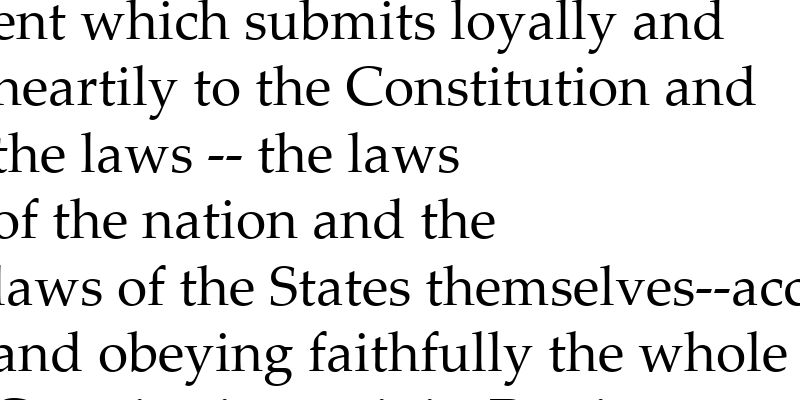 ent which submits loyally and
heartily to the Constitution and
the laws -- the laws
of the nation and the
laws of the States themselves--acc
and obeying faithfully the whole